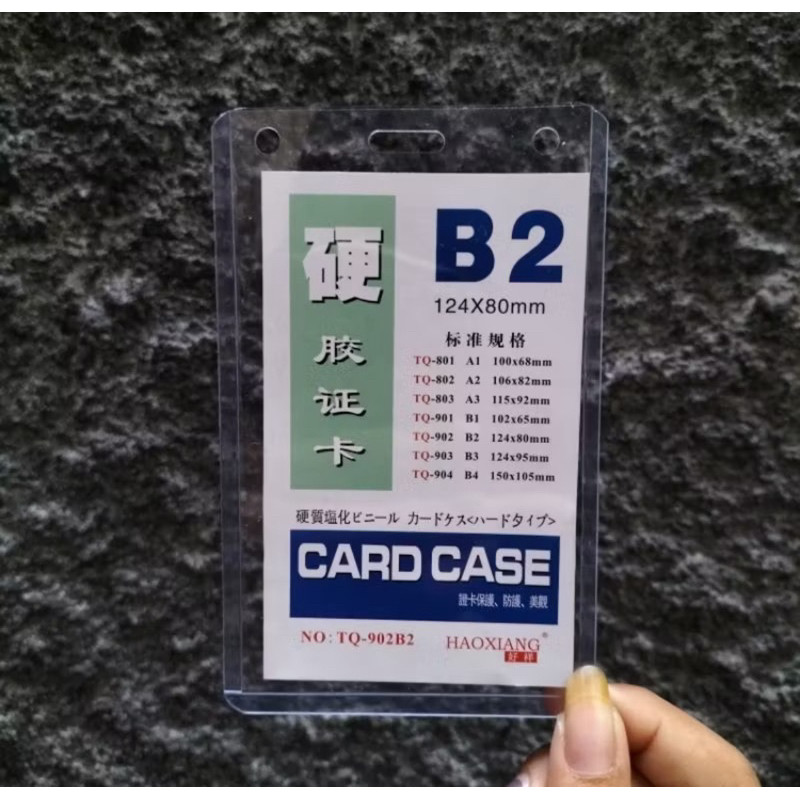 硬
胶
证
卡
B2
124X80mm
标准规格
TQ-801 A1 100x68mm
TQ-802 A2 106x82mm
TQ-803 A3 115x92mm
TQ-901 B1 102x65mm
TQ-902 B2 124x80mm
TQ-903 B3 124x95mm
TQ-904 B4 150x105mm
硬質塩化ビニール カードケス<ハードタイプ>
CARD CASE
證卡保護、防護、美觀
NO: TQ-902B2
HAOXIANG®
好样